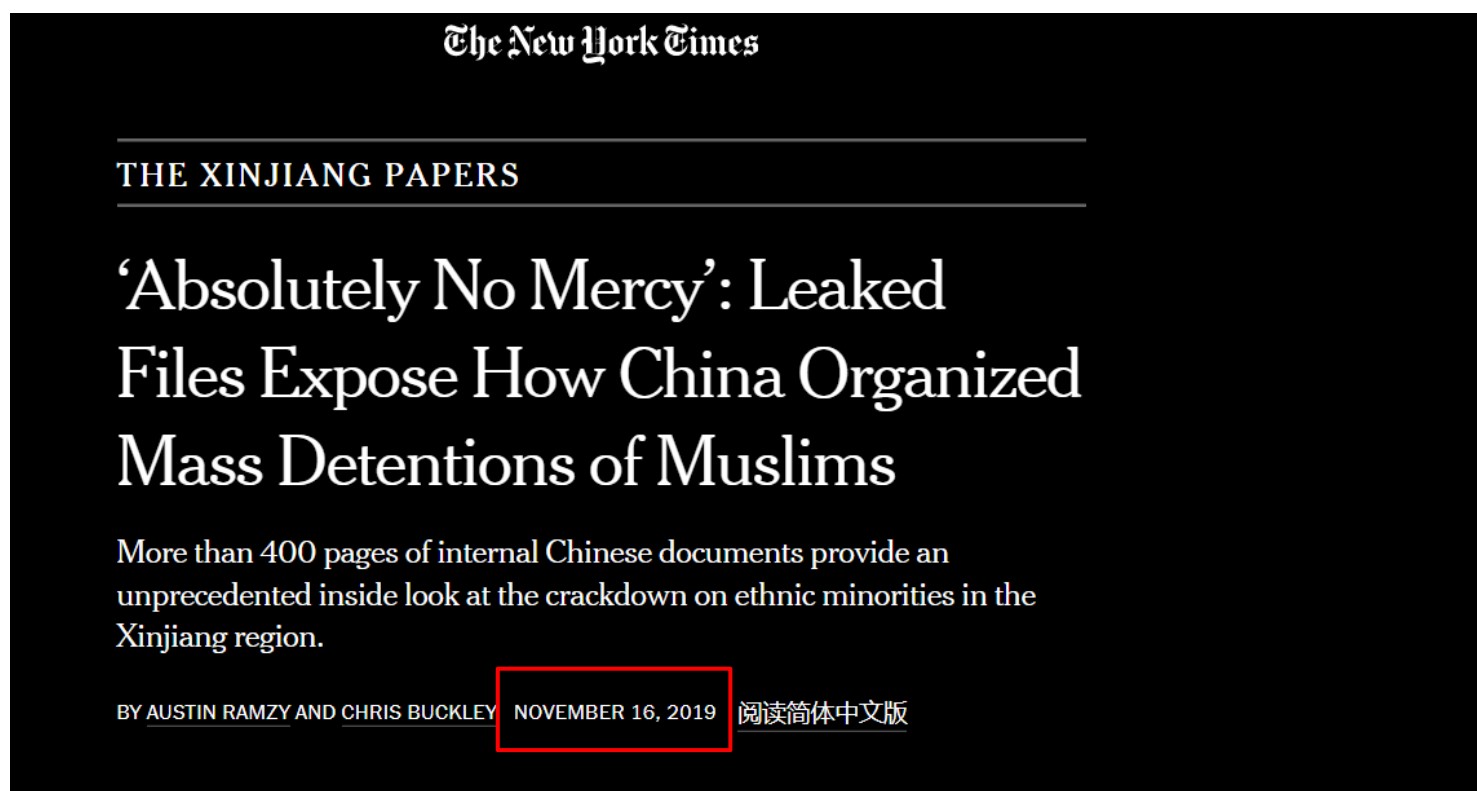 The New York Times
THE XINJIANG PAPERS
‘Absolutely No Mercy’: Leaked
Files Expose How China Organized
Mass Detentions of Muslims
More than 400 pages of internal Chinese documents provide an
unprecedented inside look at the crackdown on ethnic minorities in the
Xinjiang region.
BY AUSTIN RAMZY AND CHRIS BUCKLEY NOVEMBER 16, 2019 阅读简体中文版